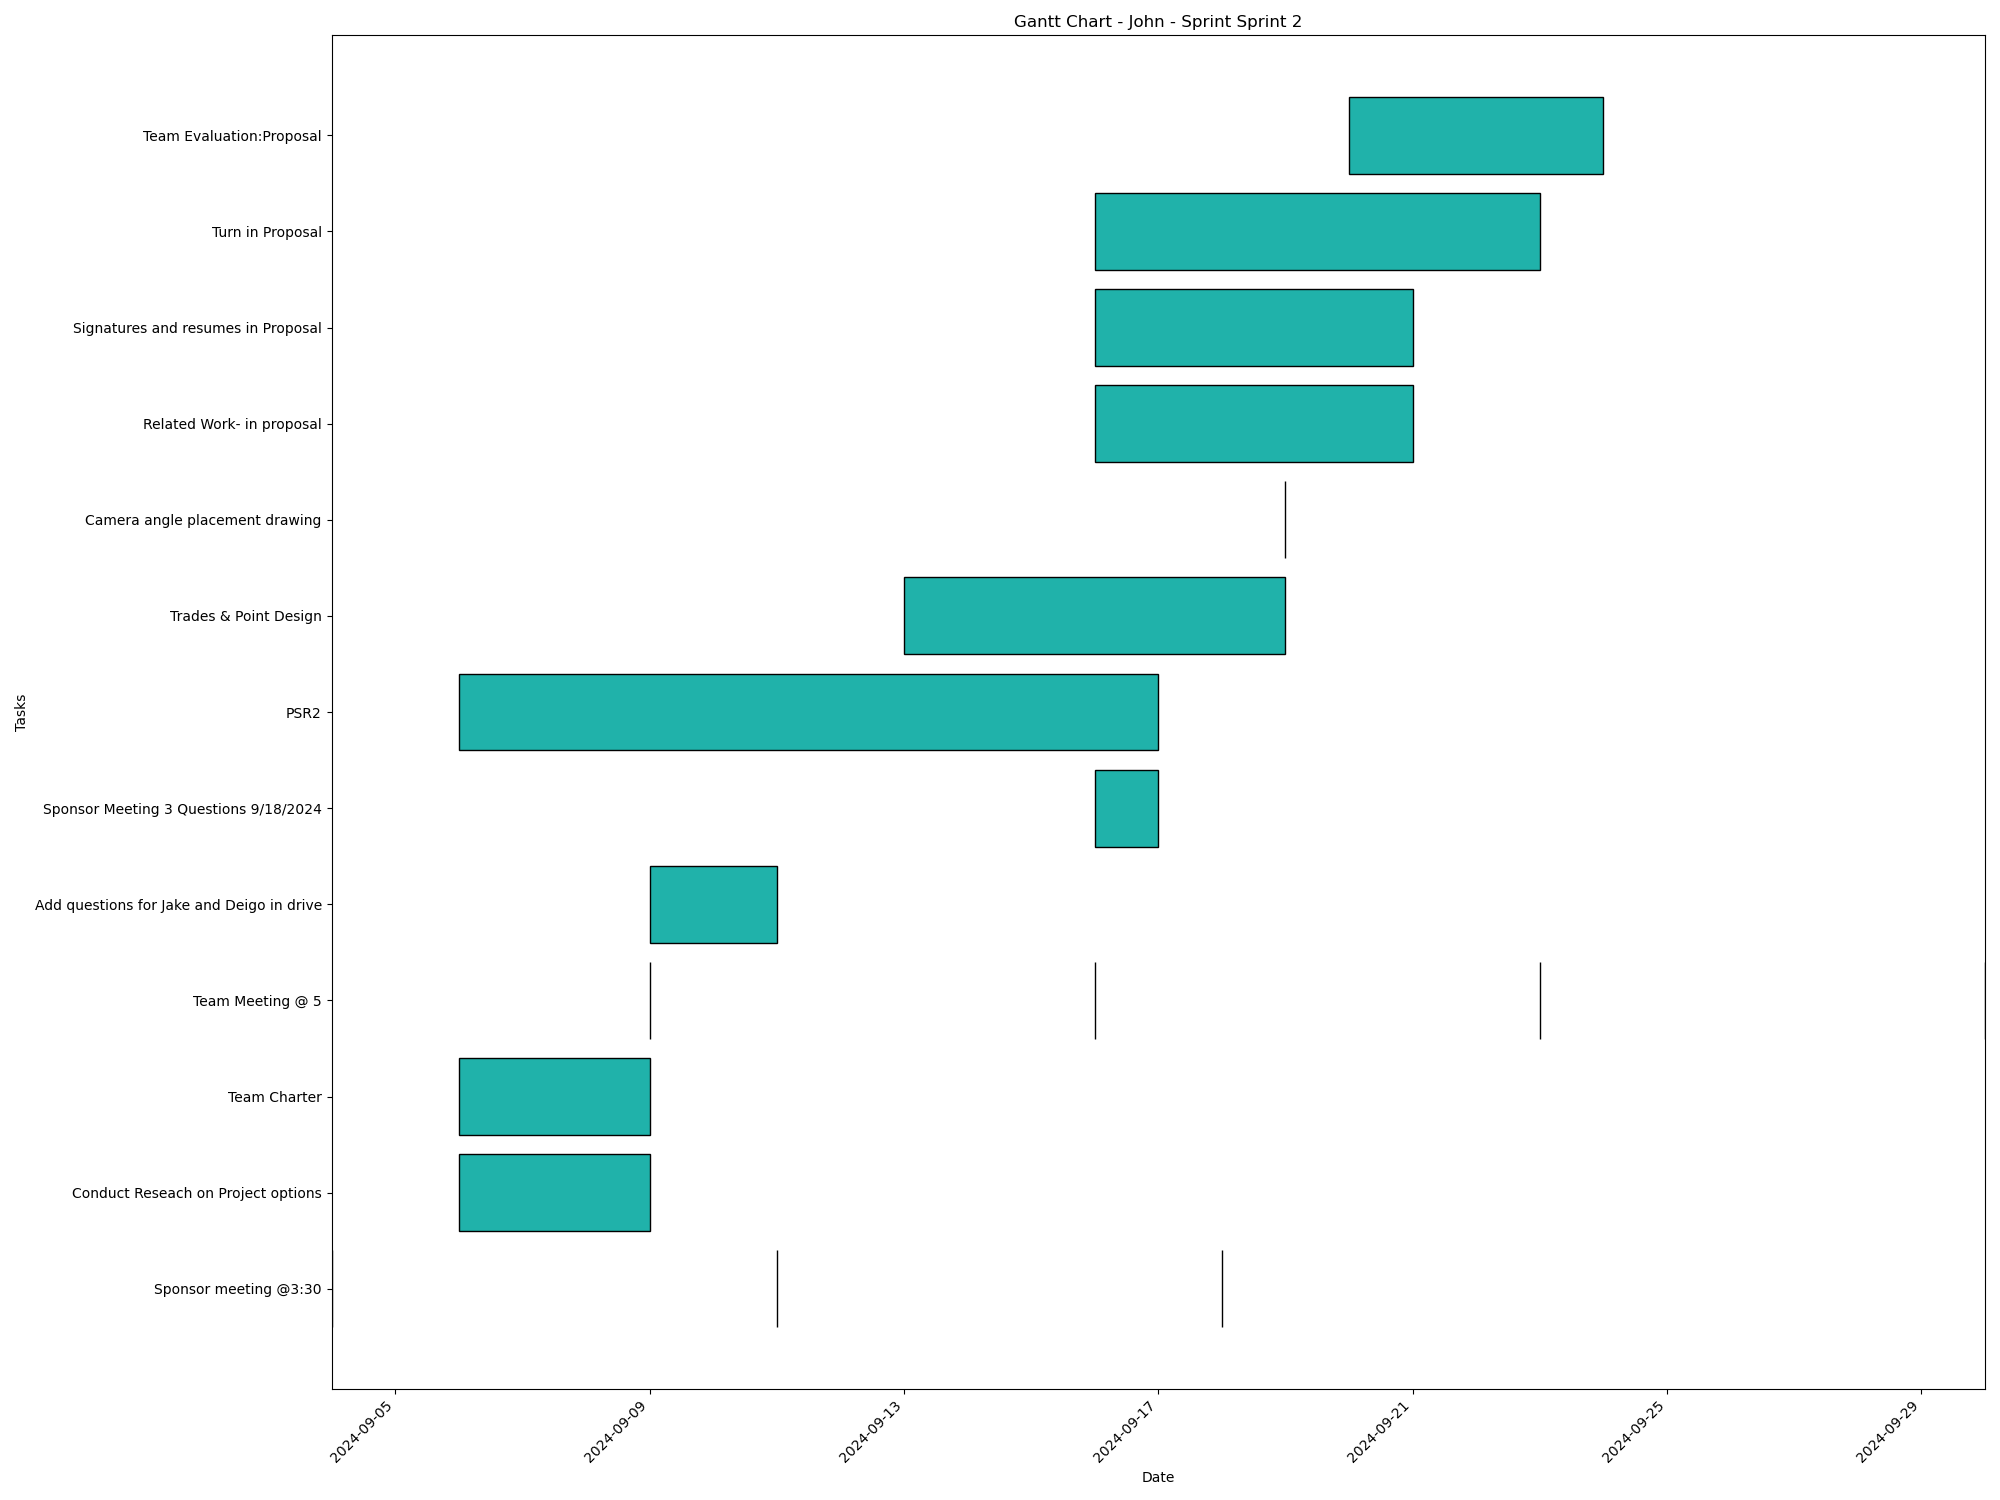 Gantt Chart - John - Sprint Sprint 2
Team Evaluation:Proposal
Turn in Proposal
Signatures and resumes in Proposal
Related Work- in proposal
Camera angle placement drawing
Trades & Point Design
PSR2
Sponsor Meeting 3 Questions 9/18/2024
Add questions for Jake and Deigo in drive
Team Meeting @ 5
Team Charter
Conduct Reseach on Project options
Sponsor meeting @3:30
Tasks
2024-09-05
2024-09-09
2024-09-13
2024-09-17
2024-09-21
2024-09-25
2024-09-29
Date